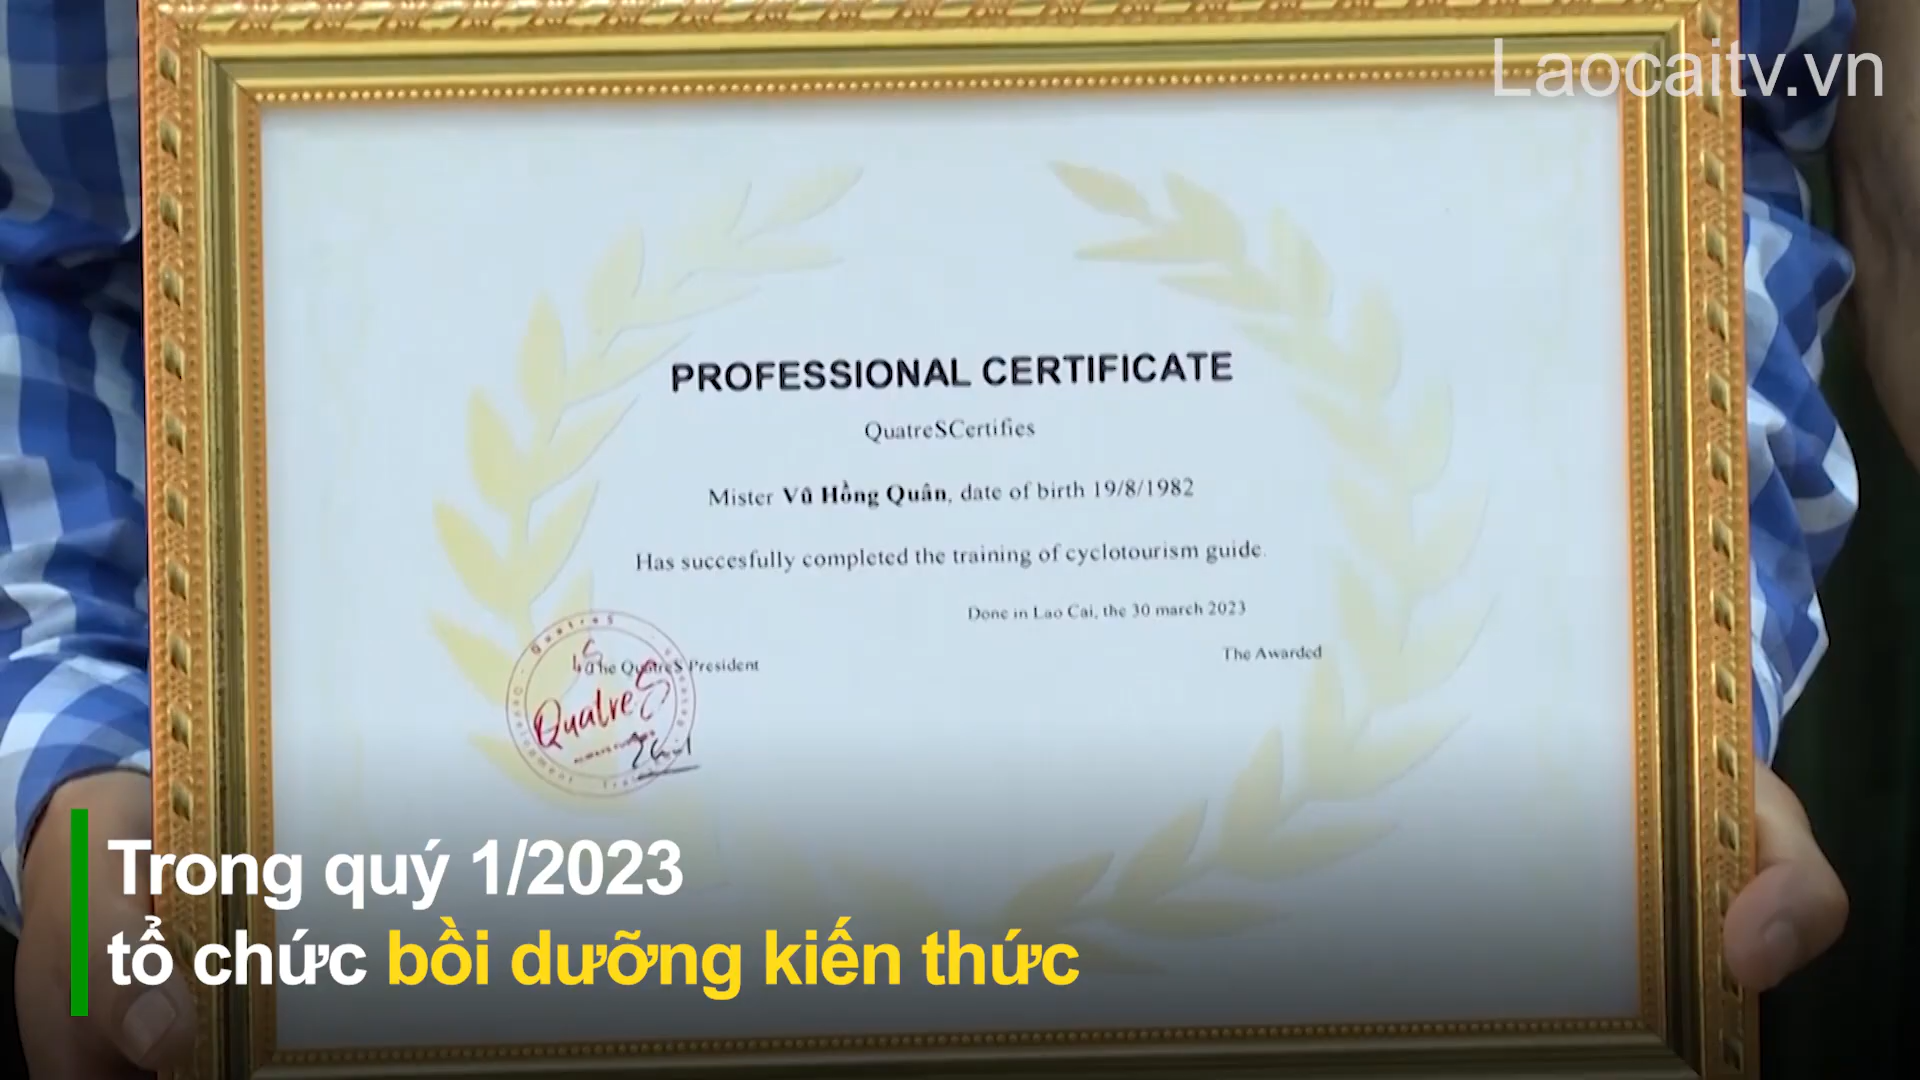 Laocaitv.vn
PROFESSIONAL CERTIFICATE
QuatreSCertifies
Mister Vũ Hồng Quân, date of birth 19/8/1982
Has succesfully completed the training of cyclotourism guide.
Done in Lao Cai, the 30 march 2023
The QuatreS President
The Awarded
QuatreS
Development
QuatreS
Trong quý 1/2023
tổ chức bồi dưỡng kiến thức